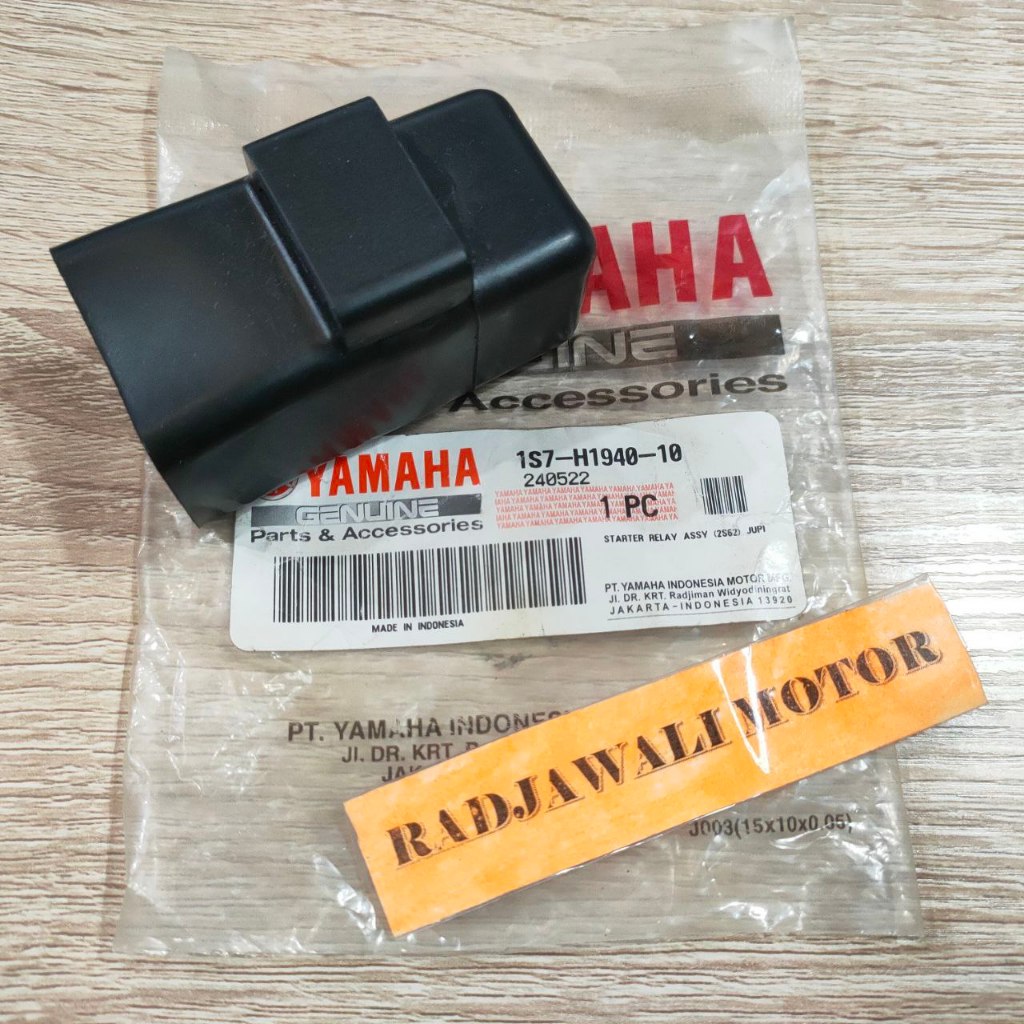 AHA
GENUINE
Accessories
YAMAHA
GENUINE
Parts & Accessories
1S7-H1940-10
240522
1 PC
STARTER RELAY ASSY (2S62) JUPI
PT. YAMAHA INDONESIA MOTOR MFG.
Jl. DR. KRT. Radjiman Widyodiningrat
JAKARTA-INDONESIA 13920
MADE IN INDONESIA
PT. YAMAHA INDONES
Jl. DR. KRT
JAK
RADJAWALI MOTOR
J003(15x10x0.05)